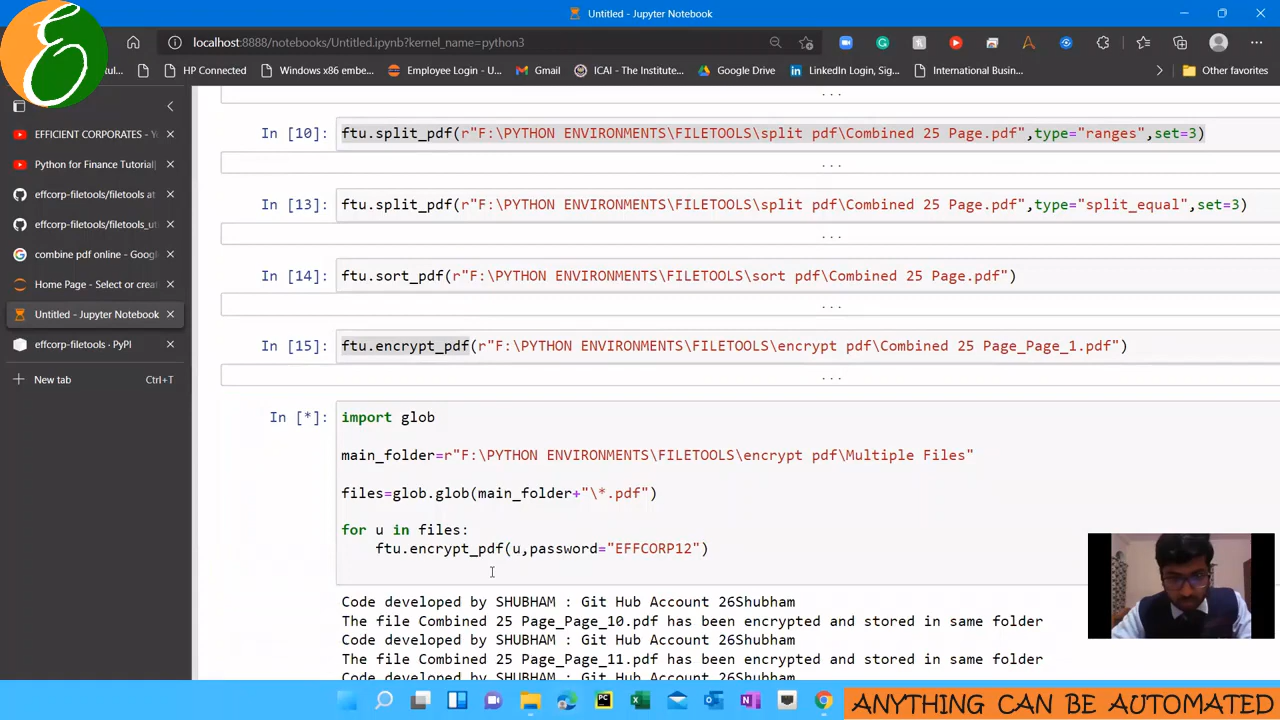 Untitled - Jupyter Notebook
localhost:8888/notebooks/Untitled.ipynb?kernel_name=python3
tul...
HP Connected
Windows x86 embe...
Employee Login - U...
Gmail
ICAI - The Institute...
Google Drive
LinkedIn Login, Sig...
International Busin...
Other favorites
EFFICIENT CORPORATES - Y
Python for Finance Tutorial
effcorp-filetools/filetools at
effcorp-filetools/filetools_ut
combine pdf online - Googl
Home Page - Select or creat
Untitled - Jupyter Notebook
effcorp-filetools · PyPI
New tab Ctrl+T
...
In [10]: ftu.split_pdf(r"F:\PYTHON ENVIRONMENTS\FILETOOLS\split pdf\Combined 25 Page.pdf",type="ranges",set=3)
...
In [13]: ftu.split_pdf(r"F:\PYTHON ENVIRONMENTS\FILETOOLS\split pdf\Combined 25 Page.pdf",type="split_equal",set=3)
...
In [14]: ftu.sort_pdf(r"F:\PYTHON ENVIRONMENTS\FILETOOLS\sort pdf\Combined 25 Page.pdf")
...
In [15]: ftu.encrypt_pdf(r"F:\PYTHON ENVIRONMENTS\FILETOOLS\encrypt pdf\Combined 25 Page_Page_1.pdf")
...
In [*]: import glob
main_folder=r"F:\PYTHON ENVIRONMENTS\FILETOOLS\encrypt pdf\Multiple Files"
files=glob.glob(main_folder+"\*.pdf")
for u in files:
ftu.encrypt_pdf(u,password="EFFCORP12")
Code developed by SHUBHAM : Git Hub Account 26Shubham
The file Combined 25 Page_Page_10.pdf has been encrypted and stored in same folder
Code developed by SHUBHAM : Git Hub Account 26Shubham
The file Combined 25 Page_Page_11.pdf has been encrypted and stored in same folder
Code developed by SHUBHAM : Git Hub Account 26Shubham
ANYTHING CAN BE AUTOMATED